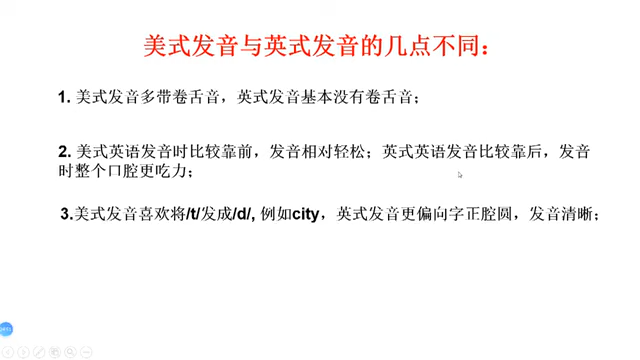 美式发音与英式发音的几点不同：
1. 美式发音多带卷舌音，英式发音基本没有卷舌音；
2. 美式英语发音时比较靠前，发音相对轻松；英式英语发音比较靠后，发音
时整个口腔更吃力；
3.美式发音喜欢将/t/发成/d/, 例如city，英式发音更偏向字正腔圆，发音清晰；